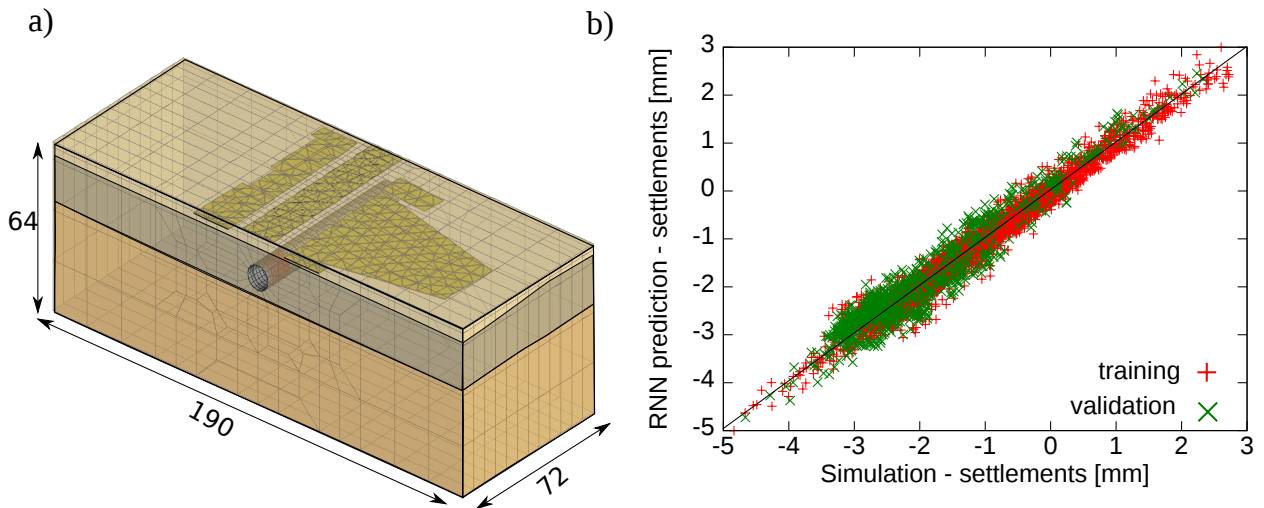 a)
64
190
72
b)
RNN prediction - settlements [mm]
3
2
1
0
-1
-2
-3
-4
-5
-5 -4 -3 -2 -1 0 1 2 3
Simulation - settlements [mm]
training
validation